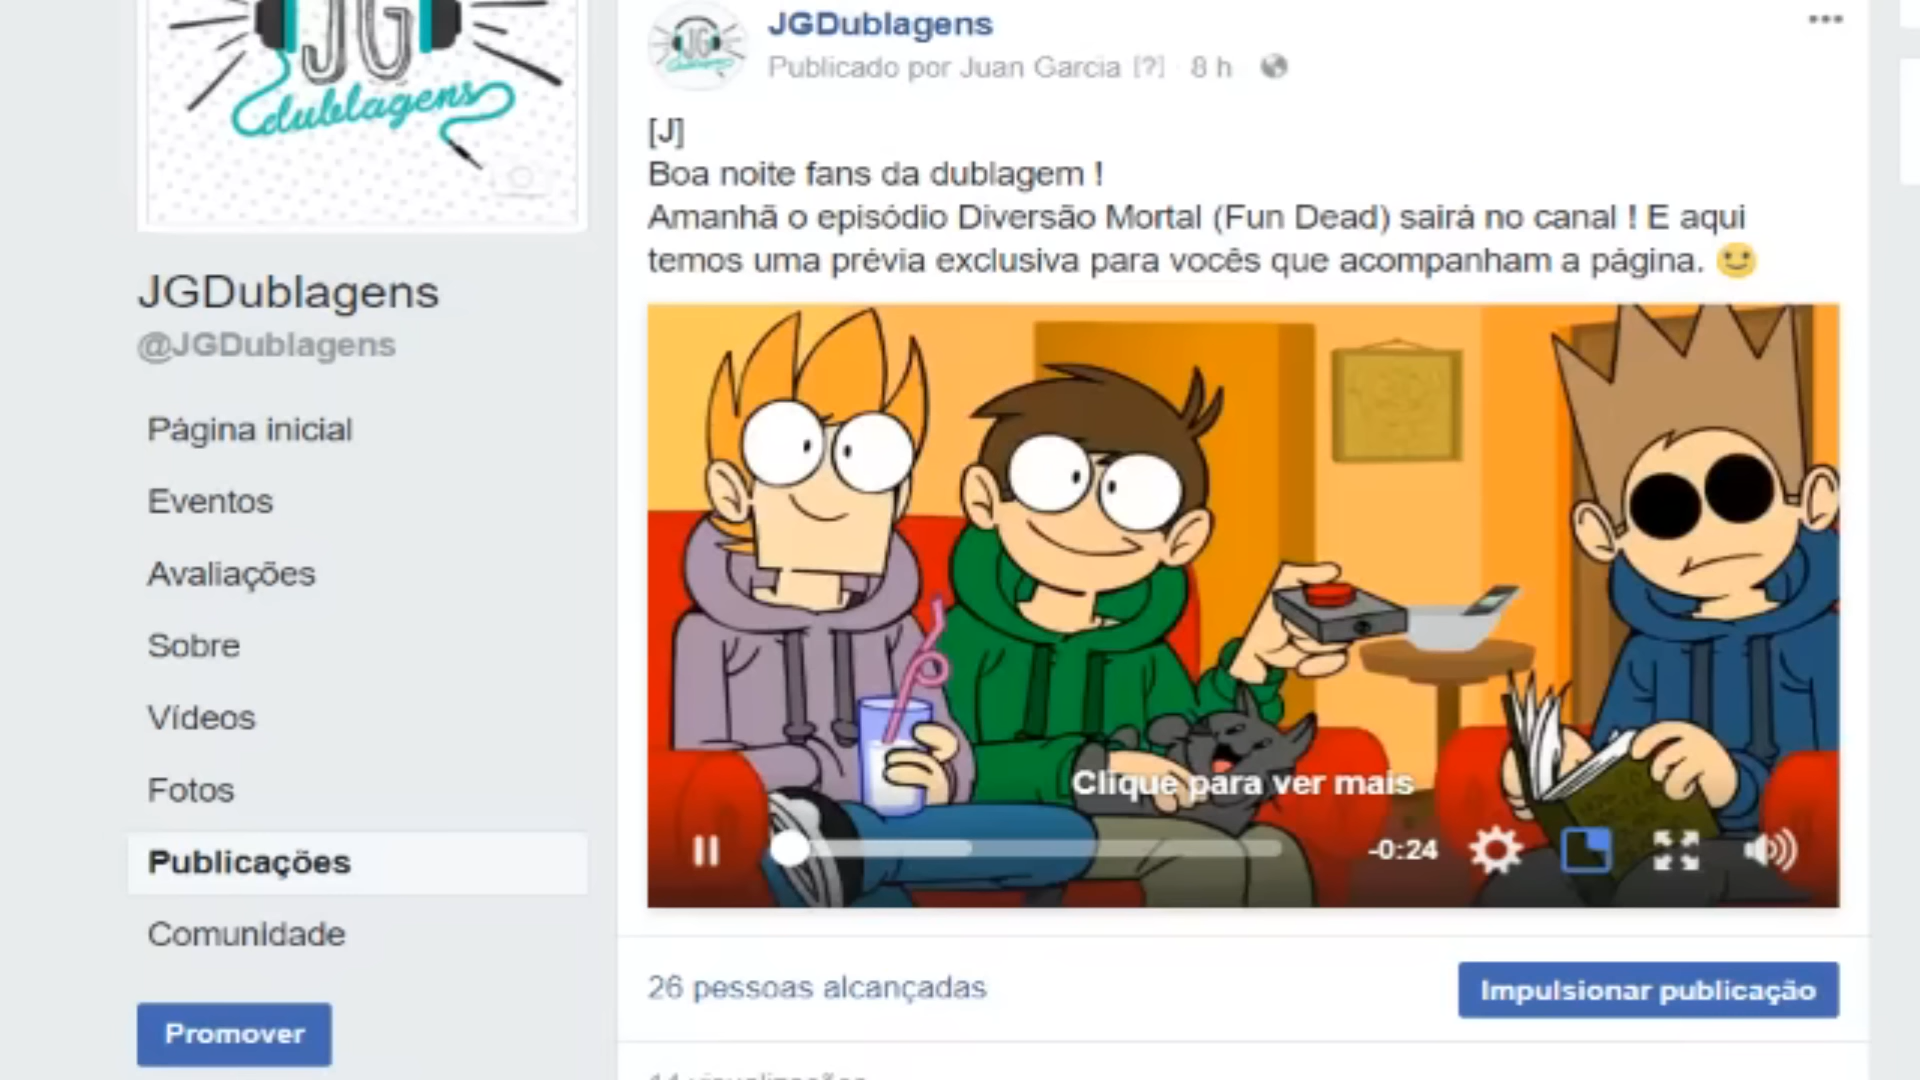 JG
dublagens
JGDublagens
@JGDublagens
Página inicial
Eventos
Avaliações
Sobre
Vídeos
Fotos
Publicações
Comunidade
Promover
JGDublagens
Publicado por Juan Garcia [?] · 8 h
[J]
Boa noite fans da dublagem !
Amanhã o episódio Diversão Mortal (Fun Dead) sairá no canal ! E aqui
temos uma prévia exclusiva para vocês que acompanham a página.
Clique para ver mais
-0:24
26 pessoas alcançadas
Impulsionar publicação